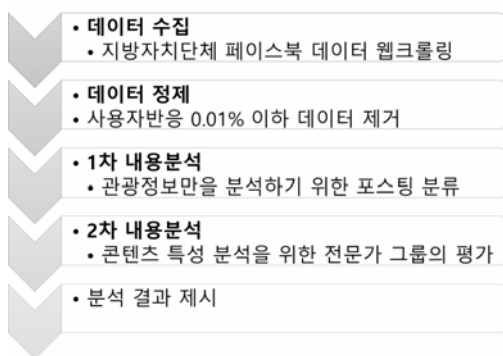 • 데이터 수집
• 지방자치단체 페이스북 데이터 웹크롤링
• 데이터 정제
• 사용자반응 0.01% 이하 데이터 제거
• 1차 내용분석
• 관광정보만을 분석하기 위한 포스팅 분류
• 2차 내용분석
• 콘텐츠 특성 분석을 위한 전문가 그룹의 평가
• 분석 결과 제시